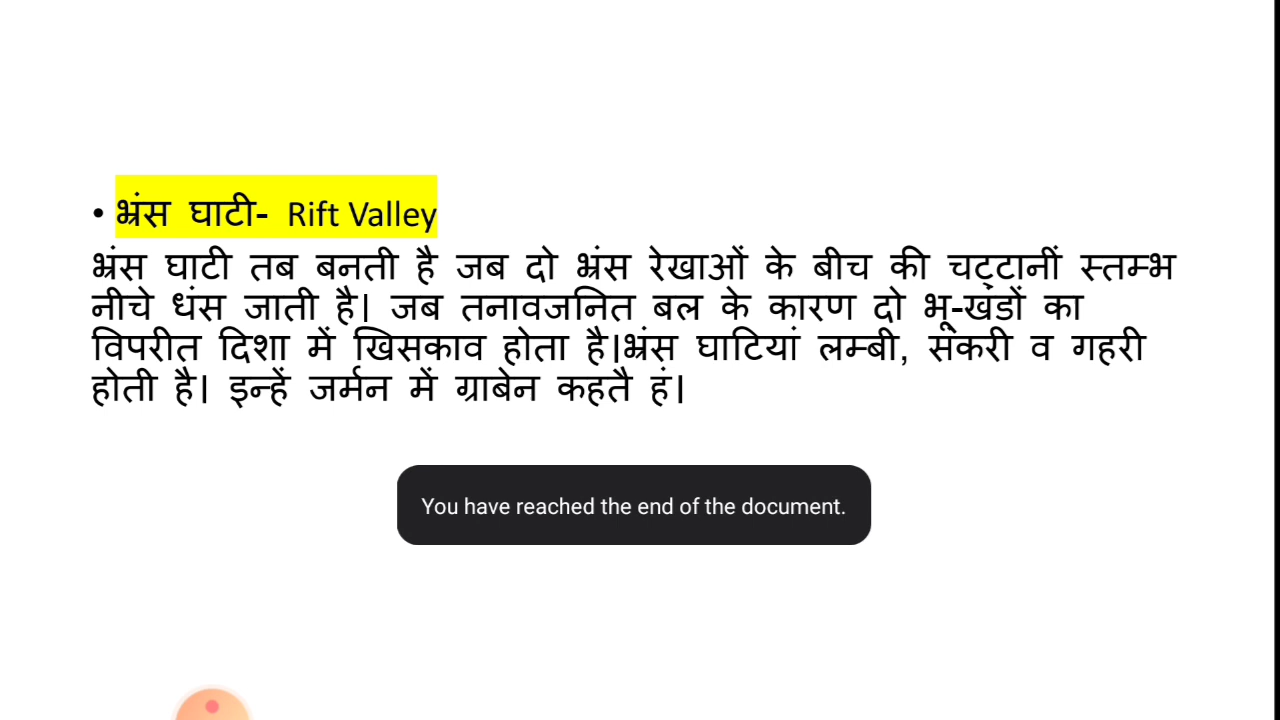 • भ्रंस घाटी- Rift Valley
भ्रंस घाटी तब बनती है जब दो भ्रंस रेखाओं के बीच की चट्टानीं स्तम्भ
नीचे धंस जाती है। जब तनावजनित बल के कारण दो भू-खंडों का
विपरीत दिशा में खिसकाव होता है।भ्रंस घाटियां लम्बी, संकरी व गहरी
होती है। इन्हें जर्मन में ग्राबेन कहतै हं।
You have reached the end of the document.